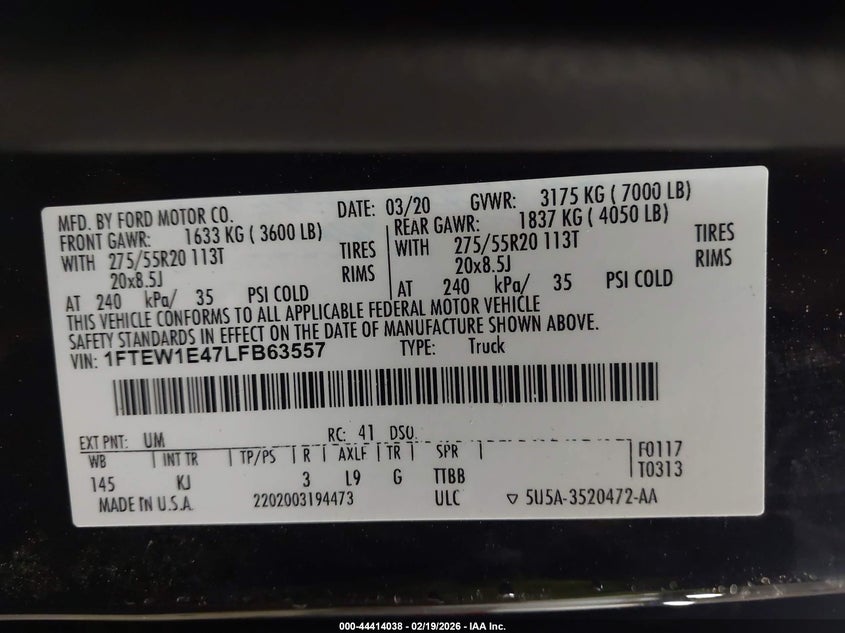 MFD. BY FORD MOTOR CO. DATE: 03/20 GVWR: 3175 KG ( 7000 LB)
FRONT GAWR: 1633 KG ( 3600 LB) REAR GAWR: 1837 KG ( 4050 LB)
WITH 275/55R20 113T TIRES WITH 275/55R20 113T TIRES
20x8.5J RIMS 20x8.5J RIMS
AT 240 kPa/ 35 PSI COLD AT 240 kPa/ 35 PSI COLD
THIS VEHICLE CONFORMS TO ALL APPLICABLE FEDERAL MOTOR VEHICLE
SAFETY STANDARDS IN EFFECT ON THE DATE OF MANUFACTURE SHOWN ABOVE.
VIN: 1FTEW1E47LFB63557 TYPE: Truck
EXT PNT: UM RC: 41 DSO:
WB INT TR TP/PS R AXLE TR SPR F0117
145 KJ 3 L9 G TTBB T0313
MADE IN U.S.A. 2202003194473 ULC ▽ 5U5A-3520472-AA
000-44414038 - 02/19/2026 - IAA Inc.